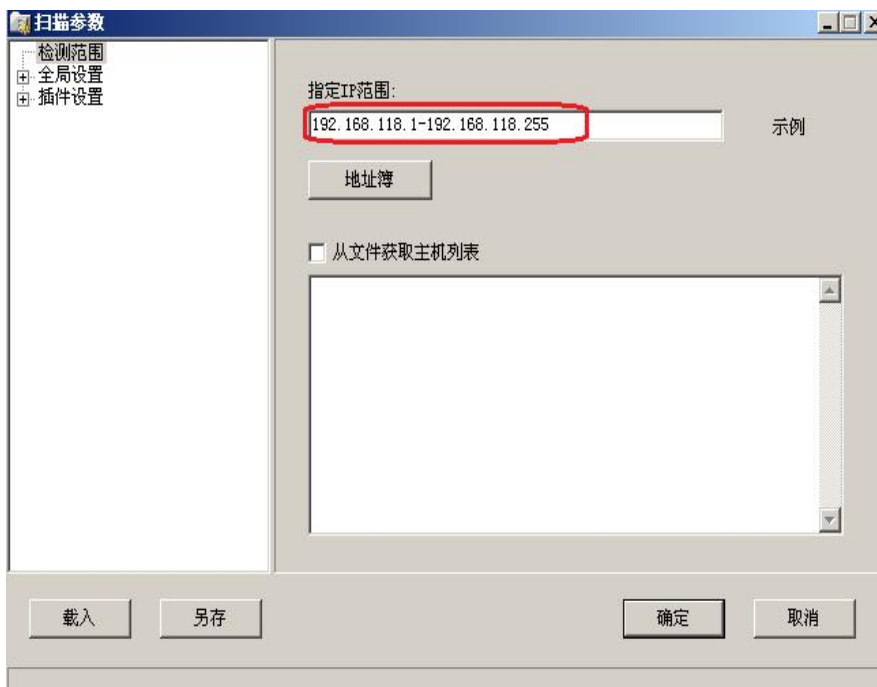 扫描参数
检测范围
全局设置
插件设置
指定IP范围:
192.168.118.1-192.168.118.255
示例
地址簿
从文件获取主机列表
载入
另存
确定
取消